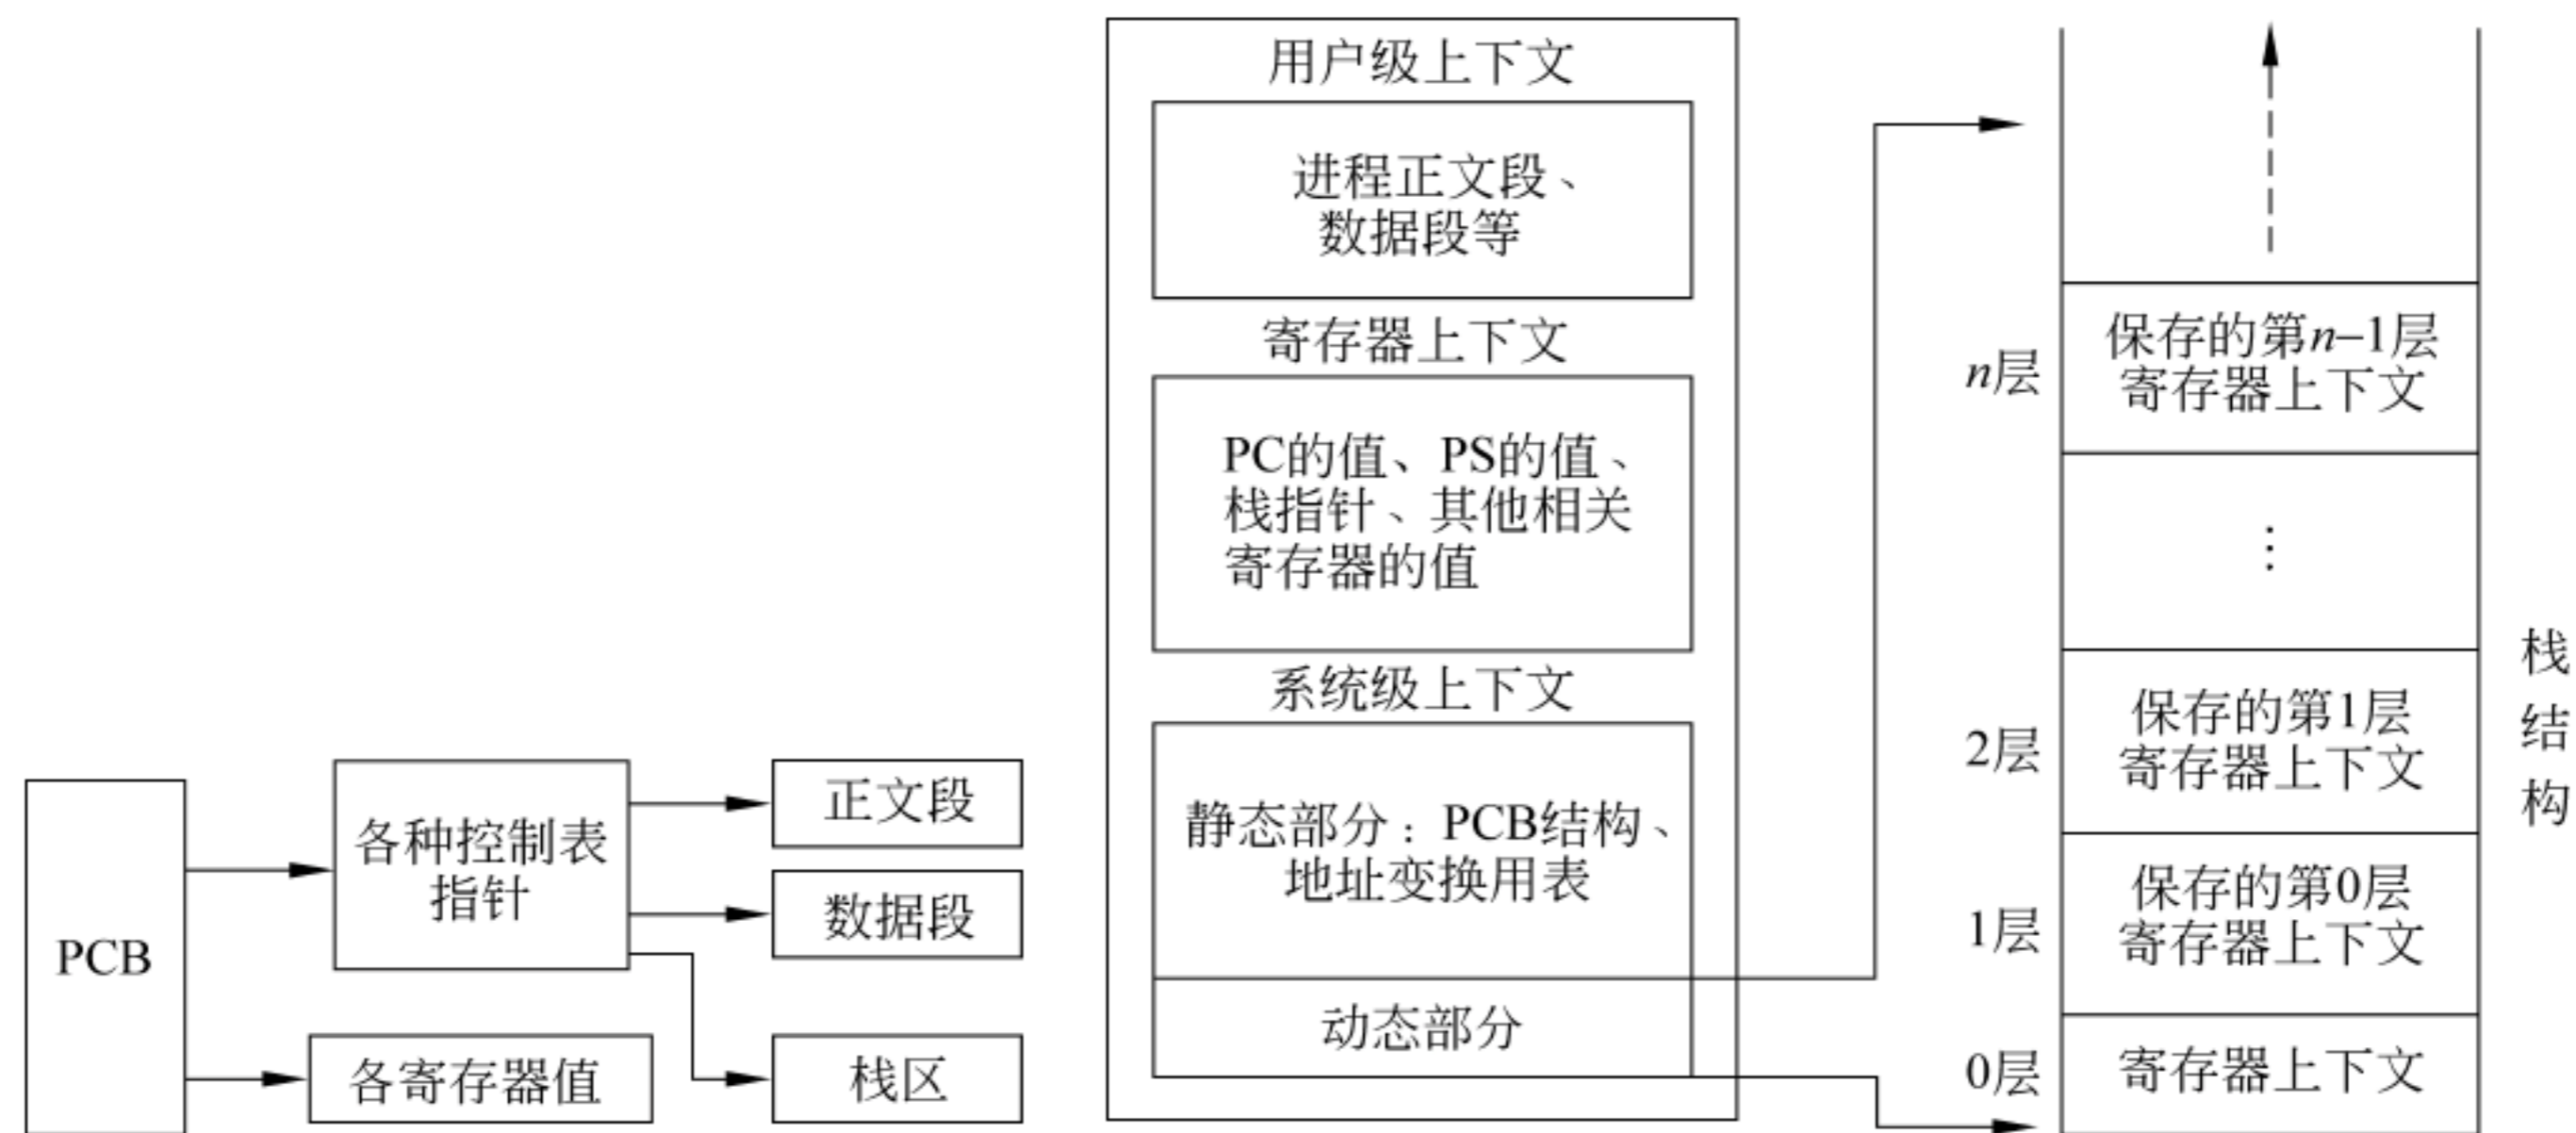 PCB
各种控制表
指针
各寄存器值
正文段
数据段
栈区
用户级上下文
进程正文段、
数据段等
寄存器上下文
PC的值、PS的值、
栈指针、其他相关
寄存器的值
系统级上下文
静态部分：PCB结构、
地址变换用表
动态部分
n层
保存的第n–1层
寄存器上下文
⋮
2层
保存的第1层
寄存器上下文
1层
保存的第0层
寄存器上下文
0层
寄存器上下文
栈结构